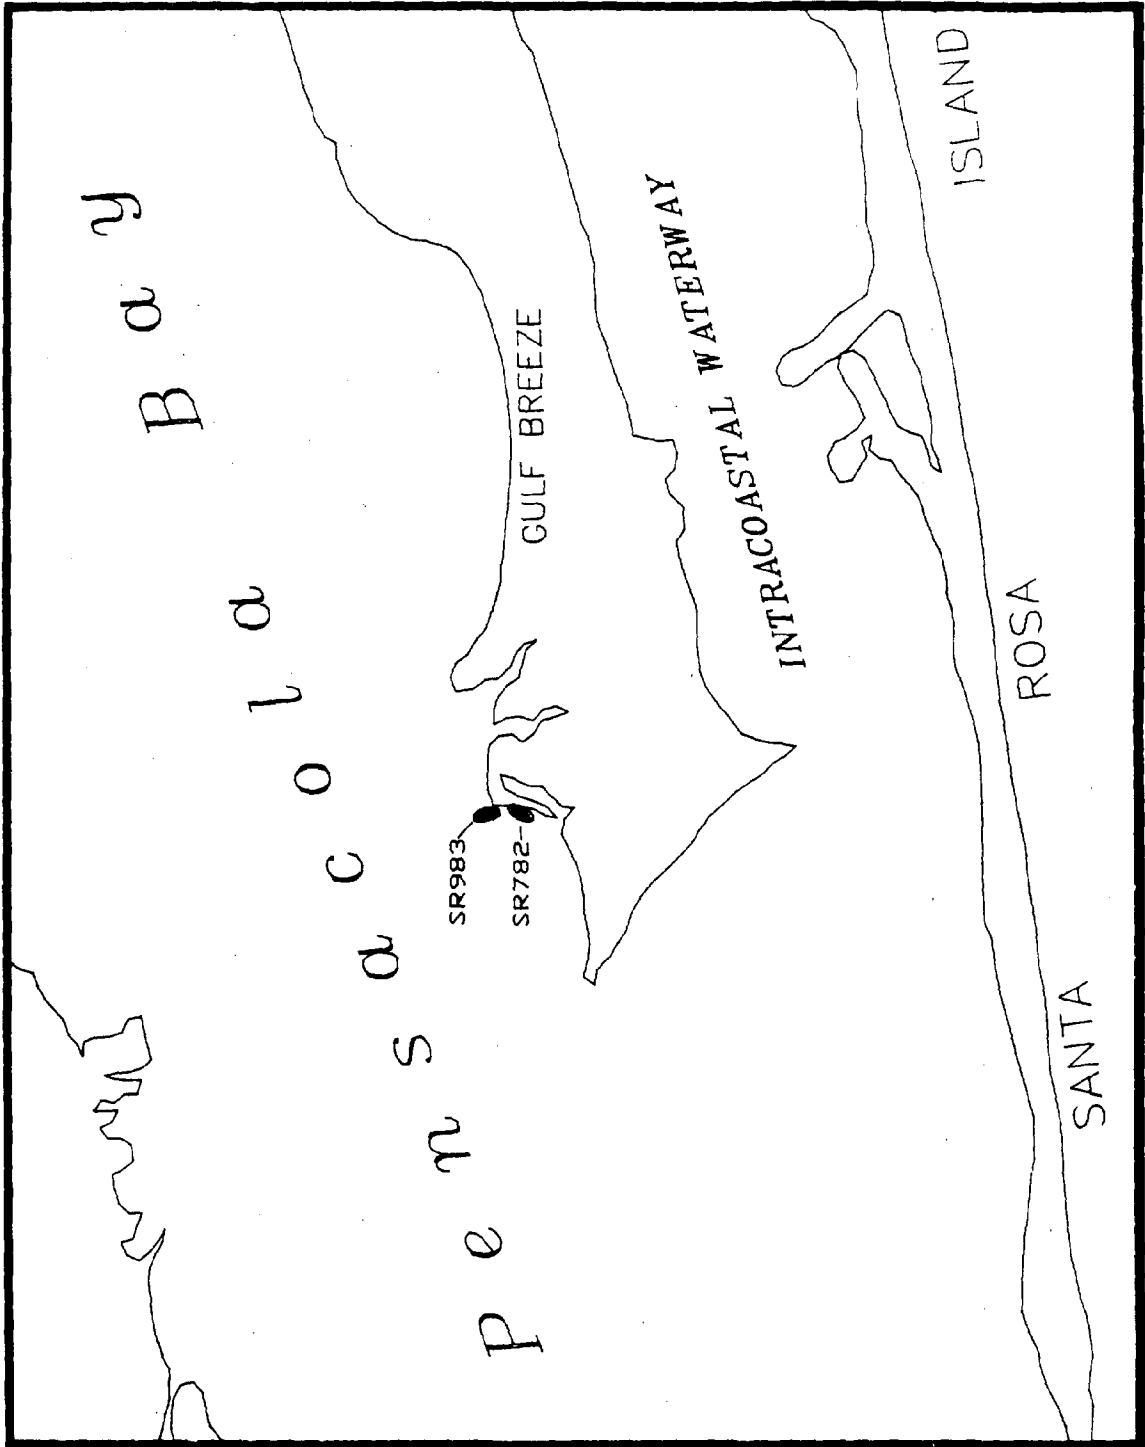 Pensacola Bay
SR983
SR782
GULF BREEZE
INTRACOASTAL WATERWAY
SANTA ROSA ISLAND